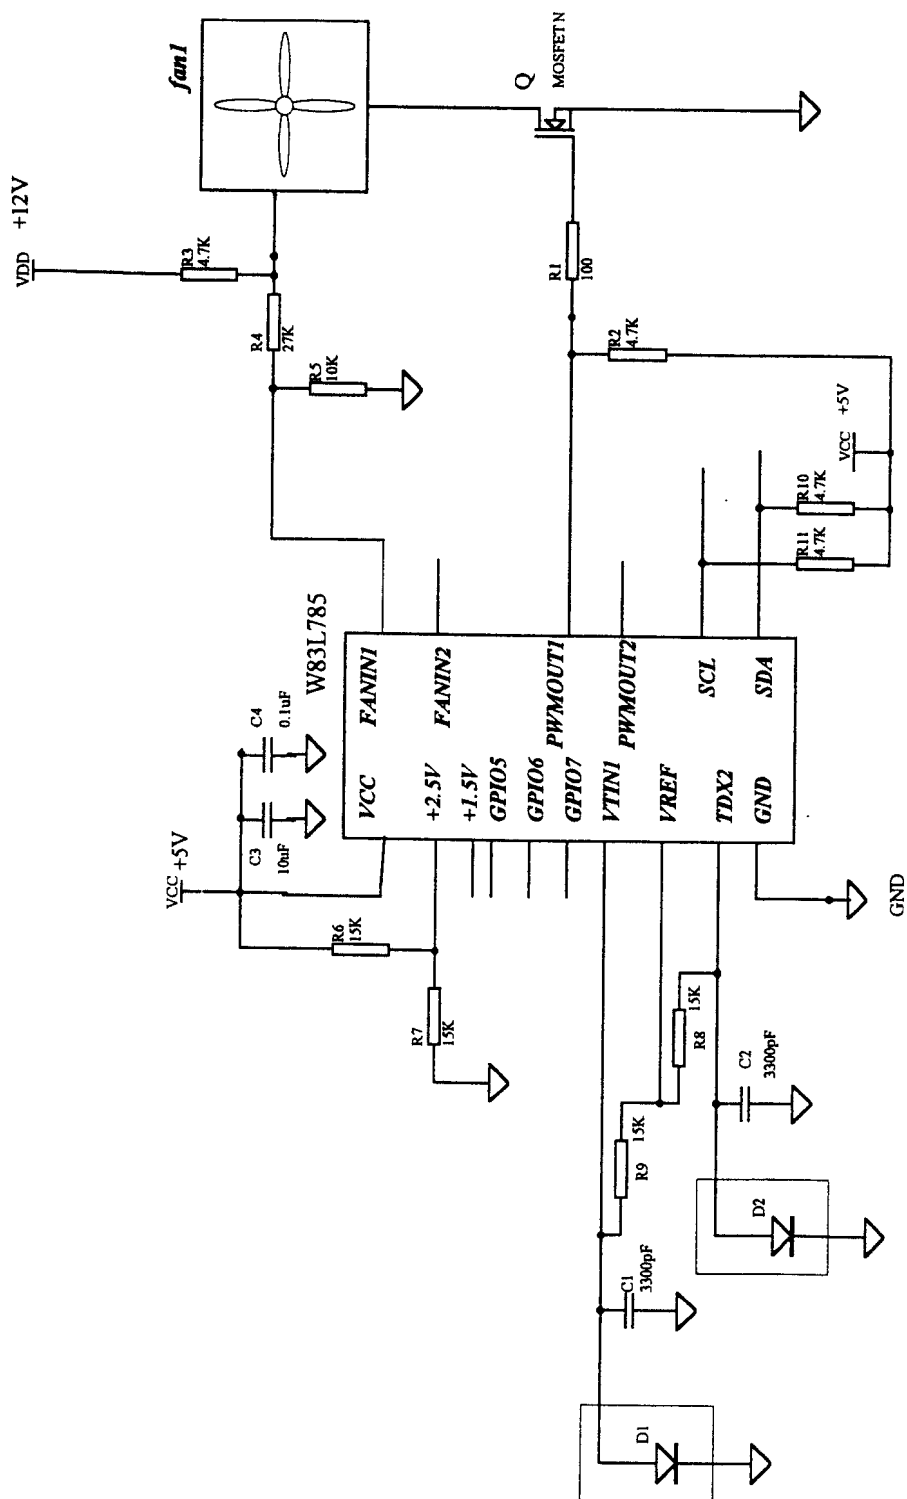 fan1
Q
MOSFET N
+12V
VDD
R3
4.7K
R4
27K
R5
10K
R1
100
R2
4.7K
VCC
+5V
R10
4.7K
R11
4.7K
W83L785
FANIN1
FANIN2
PWMOUT1
PWMOUT2
SCL
SDA
VCC
+2.5V
+1.5V
GPIO5
GPIO6
GPIO7
VTIN1
VREF
TDX2
GND
C4
0.1uF
C3
10uF
VCC
+5V
R6
15K
R7
15K
GND
15K
R8
C2
3300pF
15K
R9
D2
C1
3300pF
D1